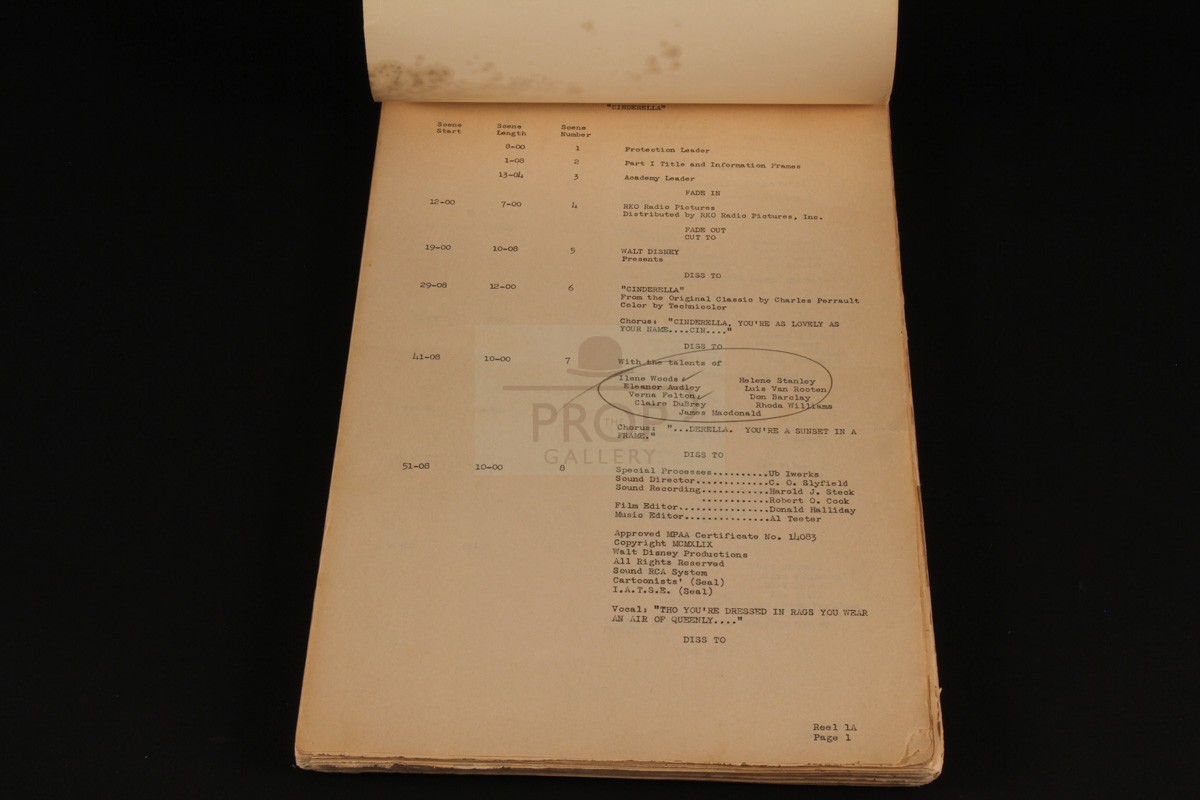 "CINDERELLA"
Scene Start Scene Length Scene Number
8-00 1 Protection Leader
1-08 2 Part I Title and Information Frames
13-04 3 Academy Leader
FADE IN
12-00 7-00 4 RKO Radio Pictures
Distributed by RKO Radio Pictures, Inc.
FADE OUT
CUT TO
19-00 10-08 5 WALT DISNEY
Presents
DISS TO
29-08 12-00 6 "CINDERELLA"
From the Original Classic by Charles Perrault
Color by Technicolor
Chorus: "CINDERELLA, YOU'RE AS LOVELY AS
YOUR NAME....CIN...."
DISS TO
41-08 10-00 7 With the talents of
Ilene Woods Helene Stanley
Eleanor Audley Luis Van Rooten
Verna Felton Don Barclay
Claire DuBrey Rhoda Williams
James Macdonald
Chorus: "...DERELLA. YOU'RE A SUNSET IN A
FRAME."
DISS TO
51-08 10-00 8 Special Processes..........Ub Iwerks
Sound Director.............C. O. Slyfield
Sound Recording............Harold J. Steck
............Robert O. Cook
Film Editor................Donald Halliday
Music Editor...............Al Teeter
Approved MPAA Certificate No. 14083
Copyright MCMXLIX
Walt Disney Productions
All Rights Reserved
Sound RCA System
Cartoonists' (Seal)
I.A.T.S.E. (Seal)
Vocal: "THO YOU'RE DRESSED IN RAGS YOU WEAR
AN AIR OF QUEENLY...."
DISS TO
Reel 1A
Page 1
THE
PROP
GALLERY